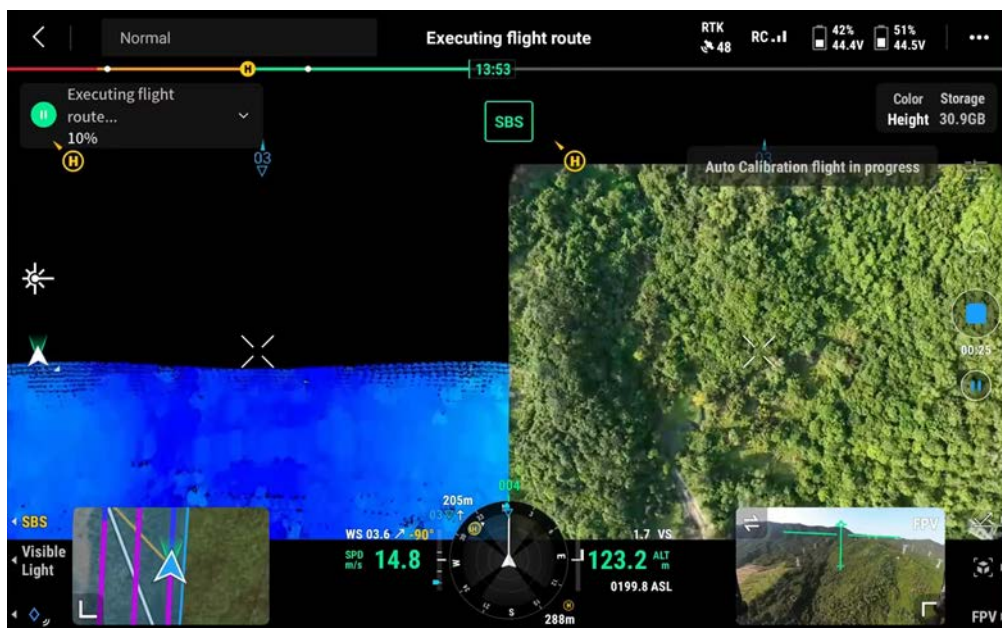 Normal
Executing flight route
RTK
48
RC
42%
44.4V
51%
44.5V
H
13:53
Executing flight
route...
10%
SBS
Color Storage
Height 30.9GB
H
03
H
03
Auto Calibration flight in progress
00:25
004
205m
SBS
Visible
Light
WS 03.6 -90°
SPD
m/s
14.8
1.7 VS
123.2 ALT
m
0199.8 ASL
W
E
S
H
288m
FPV
FPV